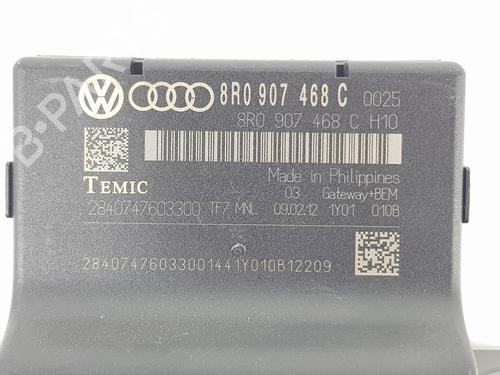 8R0 907 468 C 0025
8R0 907 468 C H10
Made in Philippines
TEMIC 03 Gateway+BEM
2840747603300 TF7 MNL 09.02.12 1Y01 010B
28407476033001441Y010B12209
B-PARTS